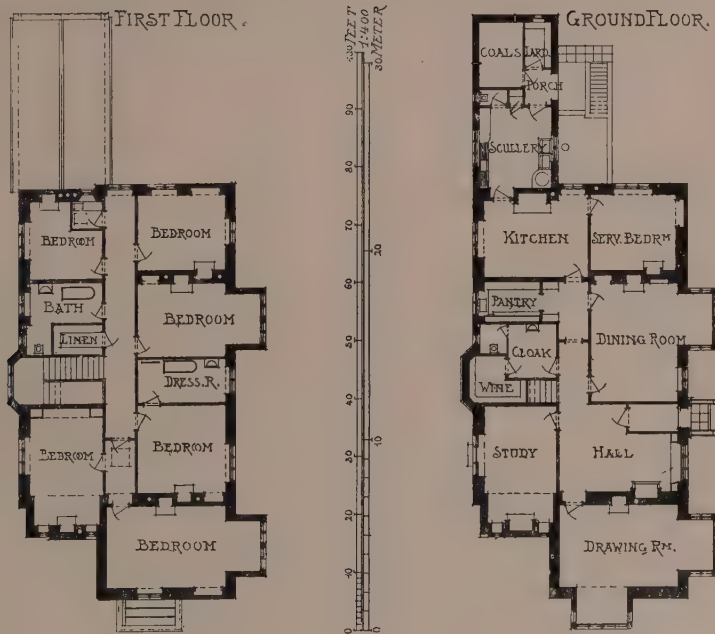 FIRST FLOOR.
BEDROOM
BEDROOM
BATH
BEDROOM
LINEN
DRESS.R.
BEDROOM
BEDROOM
BEDROOM
FEET
1:400
30 METER
90
80
70
20
60
50
40
10
30
20
10
0
0
GROUND FLOOR.
COALS
LARD.
PORCH
SCULLERY
KITCHEN
SERV. BEDRM
PANTRY
DINING ROOM
CLOAK
WINE
STUDY
HALL
DRAWING RM.